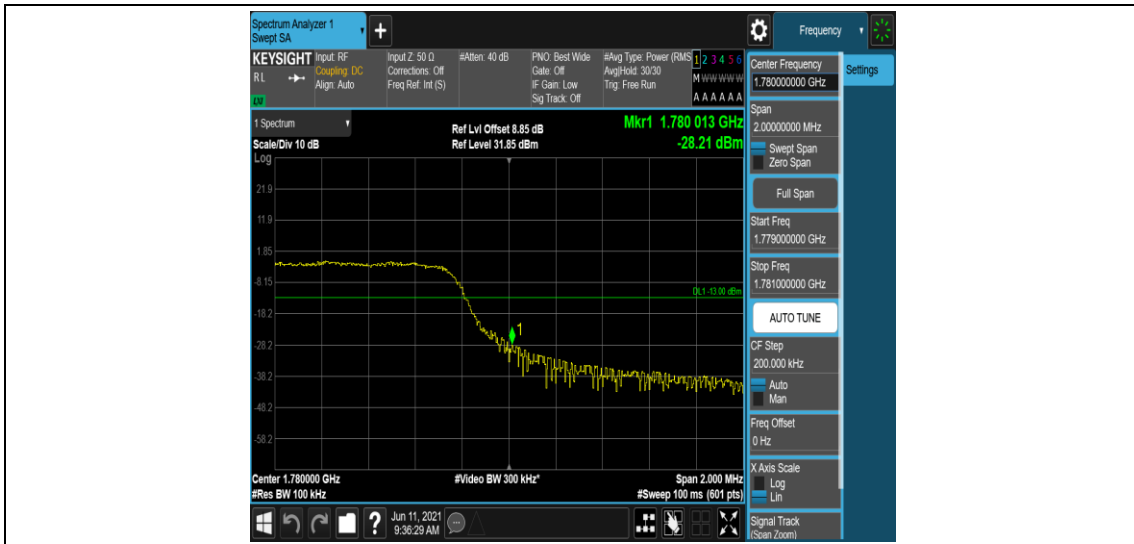 Spectrum Analyzer 1
Swept SA
+
Frequency
KEYSIGHT
RL
LXI
Input: RF
Coupling: DC
Align: Auto
Input Z: 50 Ω
Corrections: Off
Freq Ref: Int (S)
#Atten: 40 dB
PNO: Best Wide
Gate: Off
IF Gain: Low
Sig Track: Off
#Avg Type: Power (RMS
Avg|Hold: 30/30
Trig: Free Run
1 2 3 4 5 6
M W W W W W
A A A A A A
1 Spectrum
Scale/Div 10 dB
Ref Lvl Offset 8.85 dB
Ref Level 31.85 dBm
Mkr1 1.780 013 GHz
-28.21 dBm
Log
21.9
11.9
1.85
-8.15
DL1 -13.00 dBm
-18.2
1
-28.2
-38.2
-48.2
-58.2
Center 1.780000 GHz
#Res BW 100 kHz
#Video BW 300 kHz*
Span 2.000 MHz
#Sweep 100 ms (601 pts)
Center Frequency
1.780000000 GHz
Settings
Span
2.00000000 MHz
Swept Span
Zero Span
Full Span
Start Freq
1.779000000 GHz
Stop Freq
1.781000000 GHz
AUTO TUNE
CF Step
200.000 kHz
Auto
Man
Freq Offset
0 Hz
X Axis Scale
Log
Lin
Signal Track
(Span Zoom)
?
Jun 11, 2021
9:36:29 AM